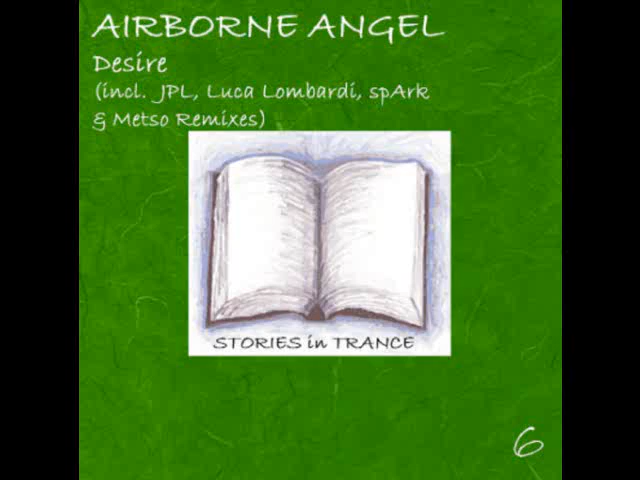 AIRBORNE ANGEL
Desire
(incl. JPL, Luca Lombardi, spArk
& Metso Remixes)
STORIES in TRANCE
6